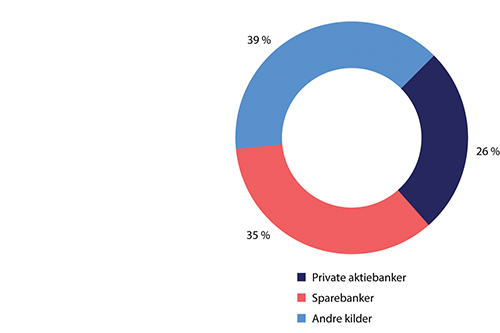 39 %
26 %
35 %
Private aktiebanker
Sparebanker
Andre kilder